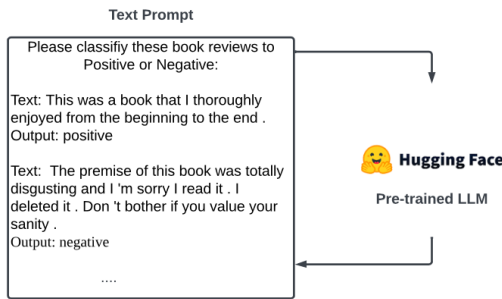 Text Prompt
Please classifiy these book reviews to
Positive or Negative:
Text: This was a book that I thoroughly
enjoyed from the beginning to the end .
Output: positive
Text:  The premise of this book was totally
disgusting and I 'm sorry I read it . I
deleted it . Don 't bother if you value your
sanity .
Output: negative
....
Hugging Face
Pre-trained LLM